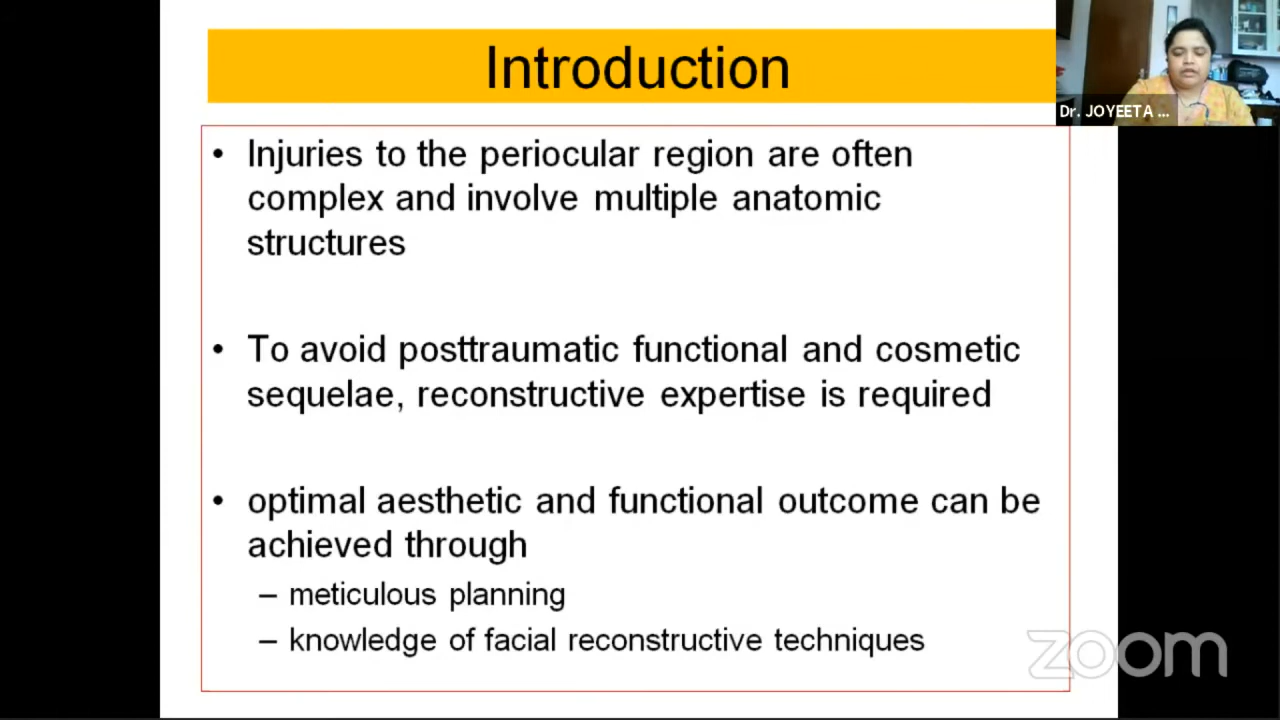 Introduction
Dr. JOYEETA ...
• Injuries to the periocular region are often
complex and involve multiple anatomic
structures
• To avoid posttraumatic functional and cosmetic
sequelae, reconstructive expertise is required
• optimal aesthetic and functional outcome can be
achieved through
– meticulous planning
– knowledge of facial reconstructive techniques
zoom